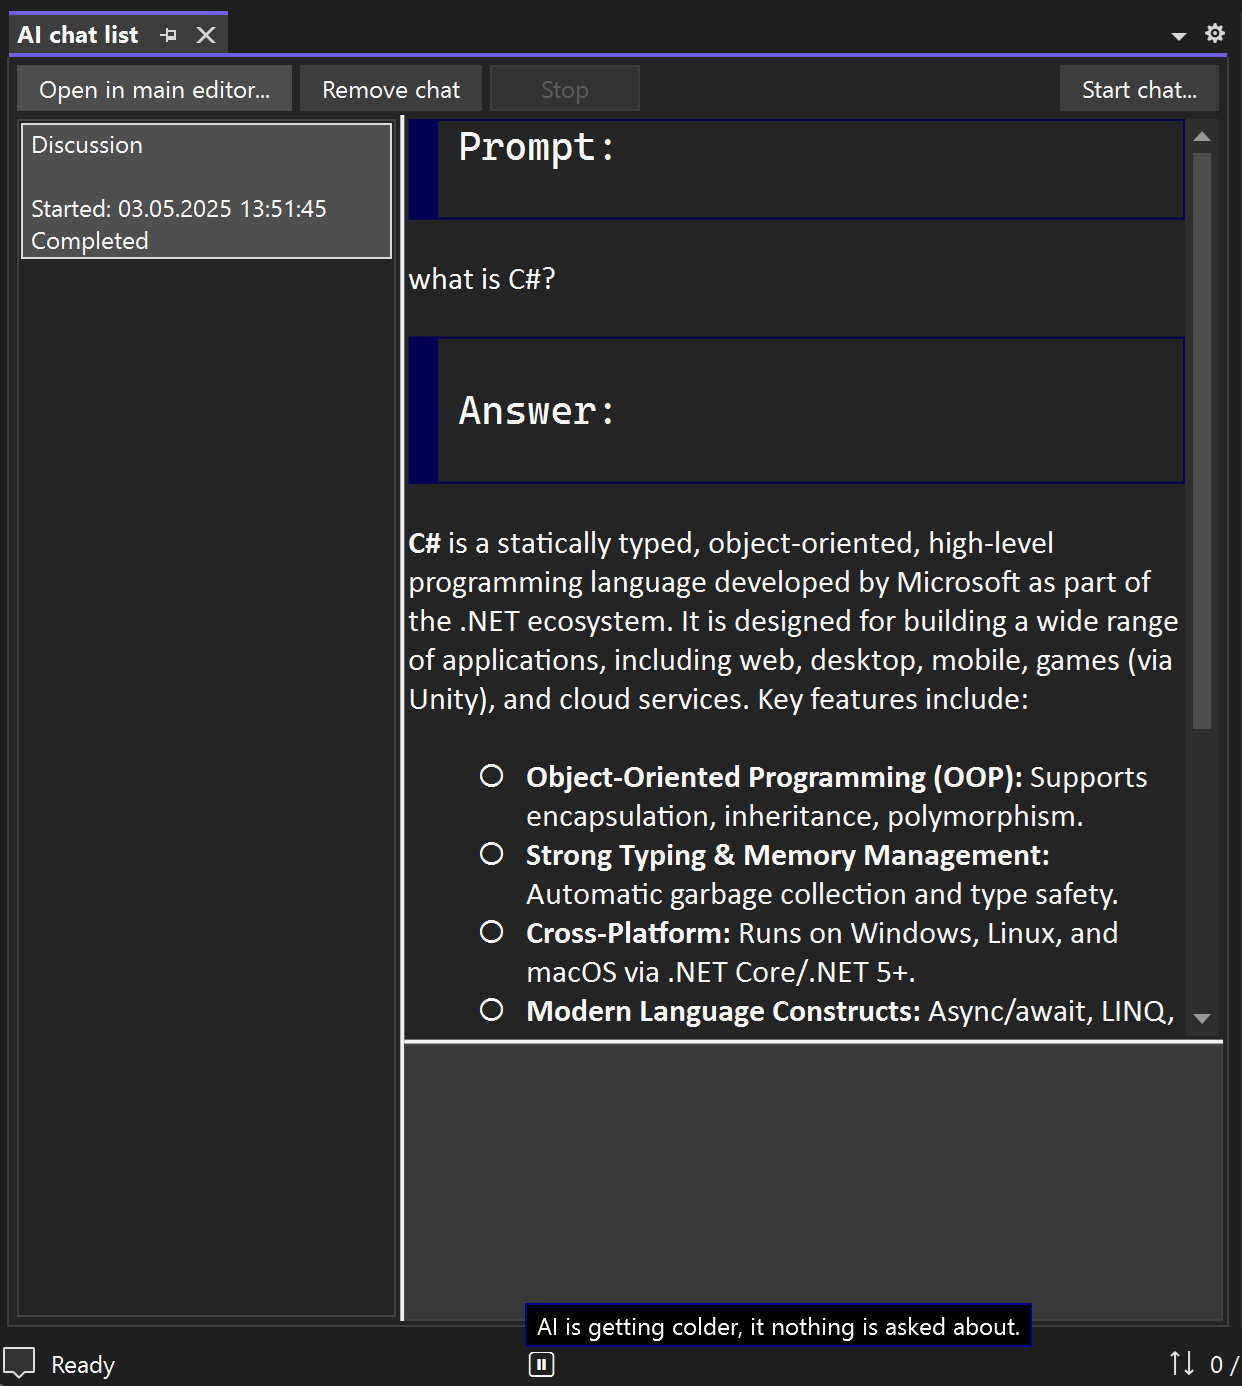 AI chat list
Open in main editor...
Remove chat
Stop
Start chat...
Discussion
Started: 03.05.2025 13:51:45
Completed
Prompt:
what is C#?
Answer:
C# is a statically typed, object-oriented, high-level
programming language developed by Microsoft as part of
the .NET ecosystem. It is designed for building a wide range
of applications, including web, desktop, mobile, games (via
Unity), and cloud services. Key features include:
Object-Oriented Programming (OOP): Supports
encapsulation, inheritance, polymorphism.
Strong Typing & Memory Management:
Automatic garbage collection and type safety.
Cross-Platform: Runs on Windows, Linux, and
macOS via .NET Core/.NET 5+.
Modern Language Constructs: Async/await, LINQ,
AI is getting colder, it nothing is asked about.
Ready
0 /